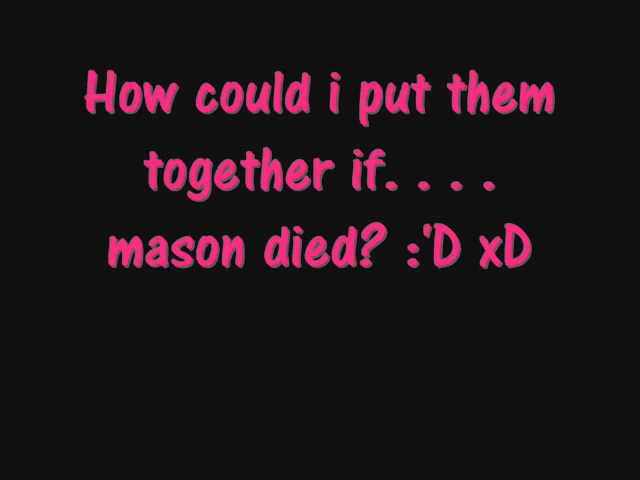 How could i put them
together if. . . .
mason died? :'D xD